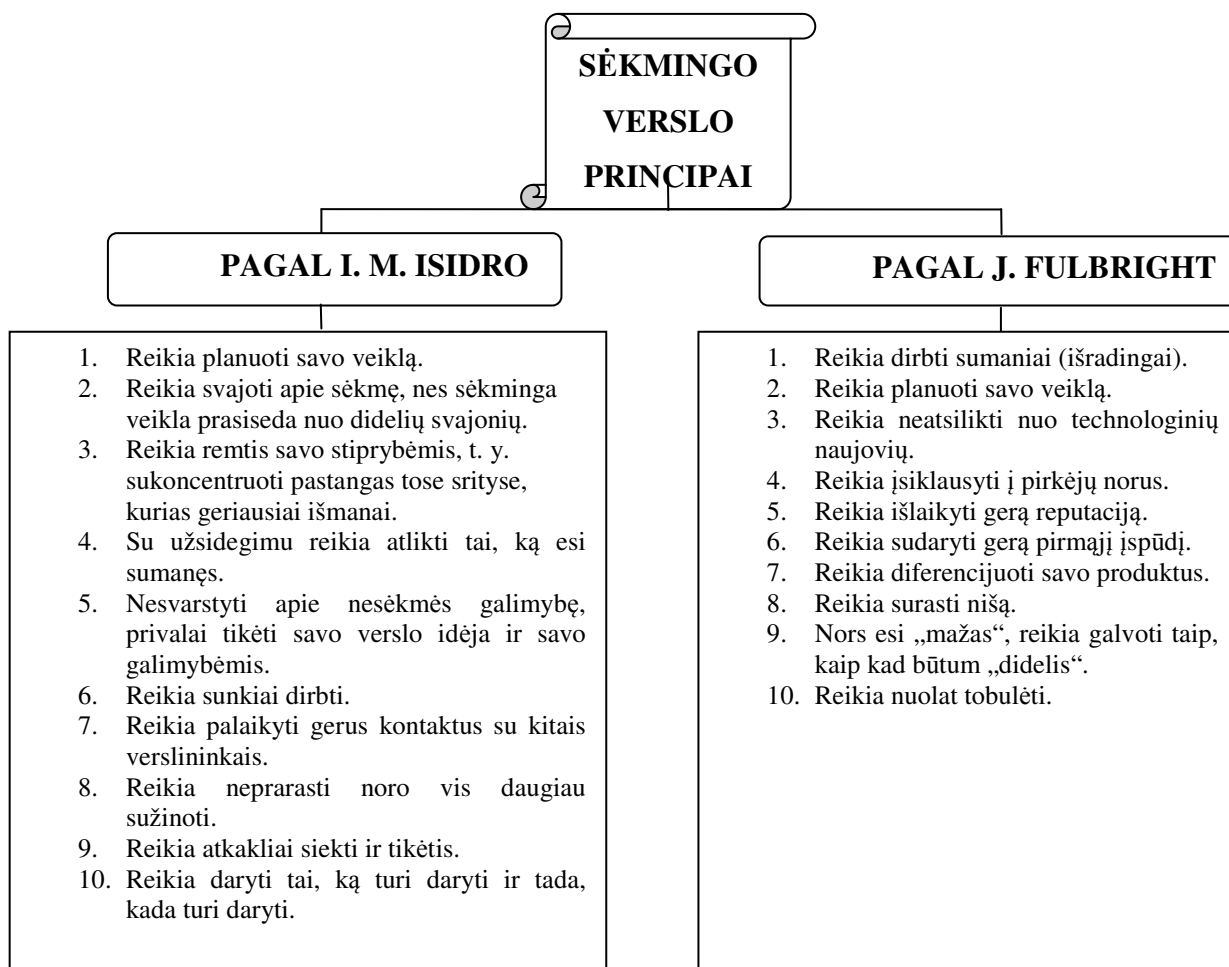 SĖKMINGO
VERSLO
PRINCIPAI
PAGAL I. M. ISIDRO
1. Reikia planuoti savo veiklą.
2. Reikia svajoti apie sėkmę, nes sėkminga
veikla prasiseda nuo didelių svajonių.
3. Reikia remtis savo stiprybėmis, t. y.
sukoncentruoti pastangas tose srityse,
kurias geriausiai išmanai.
4. Su užsidegimu reikia atlikti tai, ką esi
sumanęs.
5. Nesvarstyti apie nesėkmės galimybę,
privalai tikėti savo verslo idėja ir savo
galimybėmis.
6. Reikia sunkiai dirbti.
7. Reikia palaikyti gerus kontaktus su kitais
verslininkais.
8. Reikia neprarasti noro vis daugiau
sužinoti.
9. Reikia atkakliai siekti ir tikėtis.
10. Reikia daryti tai, ką turi daryti ir tada,
kada turi daryti.
PAGAL J. FULBRIGHT
1. Reikia dirbti sumaniai (išradingai).
2. Reikia planuoti savo veiklą.
3. Reikia neatsilikti nuo technologinių
naujovių.
4. Reikia įsiklausyti į pirkėjų norus.
5. Reikia išlaikyti gerą reputaciją.
6. Reikia sudaryti gerą pirmąjį įspūdį.
7. Reikia diferencijuoti savo produktus.
8. Reikia surasti nišą.
9. Nors esi „mažas“, reikia galvoti taip,
kaip kad būtum „didelis“.
10. Reikia nuolat tobulėti.